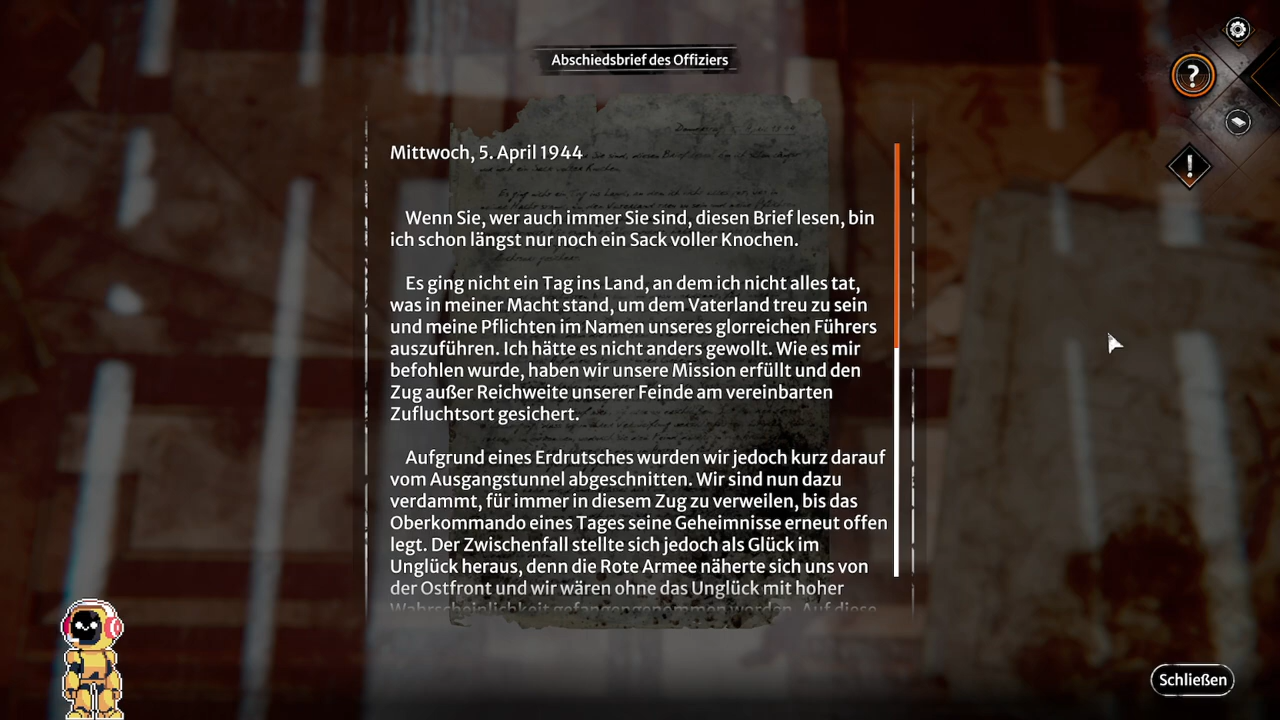 Abschiedsbrief des Offiziers
Mittwoch, 5. April 1944
Wenn Sie, wer auch immer Sie sind, diesen Brief lesen, bin
ich schon längst nur noch ein Sack voller Knochen.
Es ging nicht ein Tag ins Land, an dem ich nicht alles tat,
was in meiner Macht stand, um dem Vaterland treu zu sein
und meine Pflichten im Namen unseres glorreichen Führers
auszuführen. Ich hätte es nicht anders gewollt. Wie es mir
befohlen wurde, haben wir unsere Mission erfüllt und den
Zug außer Reichweite unserer Feinde am vereinbarten
Zufluchtsort gesichert.
Aufgrund eines Erdrutsches wurden wir jedoch kurz darauf
vom Ausgangstunnel abgeschnitten. Wir sind nun dazu
verdammt, für immer in diesem Zug zu verweilen, bis das
Oberkommando eines Tages seine Geheimnisse erneut offen
legt. Der Zwischenfall stellte sich jedoch als Glück im
Unglück heraus, denn die Rote Armee näherte sich uns von
der Ostfront und wir wären ohne das Unglück mit hoher
Wahrscheinlichkeit gefangengenommen worden. Auf diese
Schließen